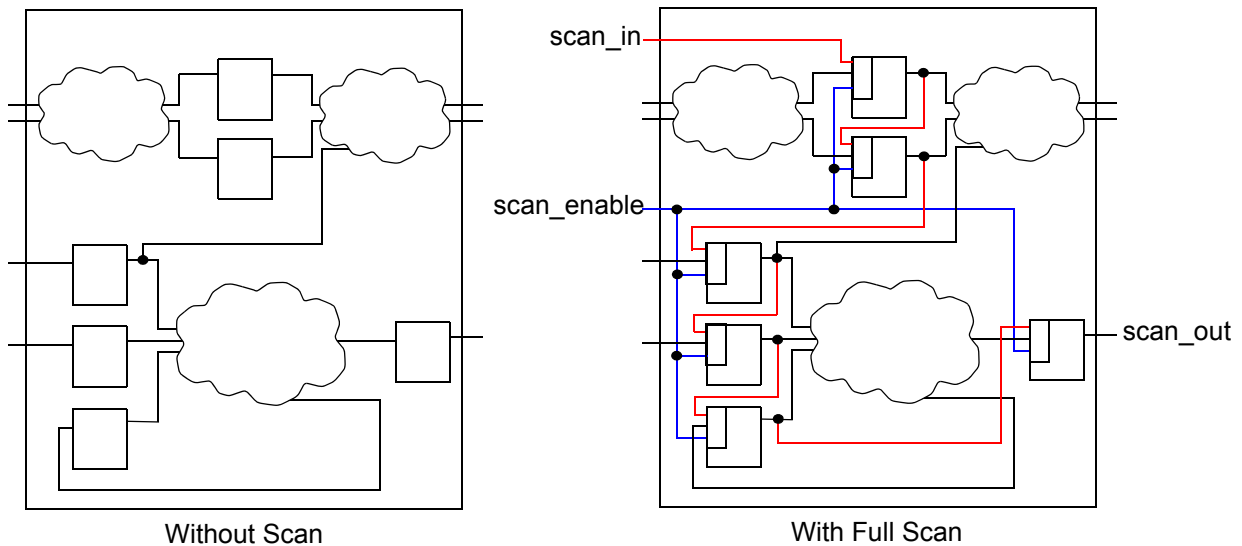 scan_in
scan_enable
scan_out
Without Scan
With Full Scan